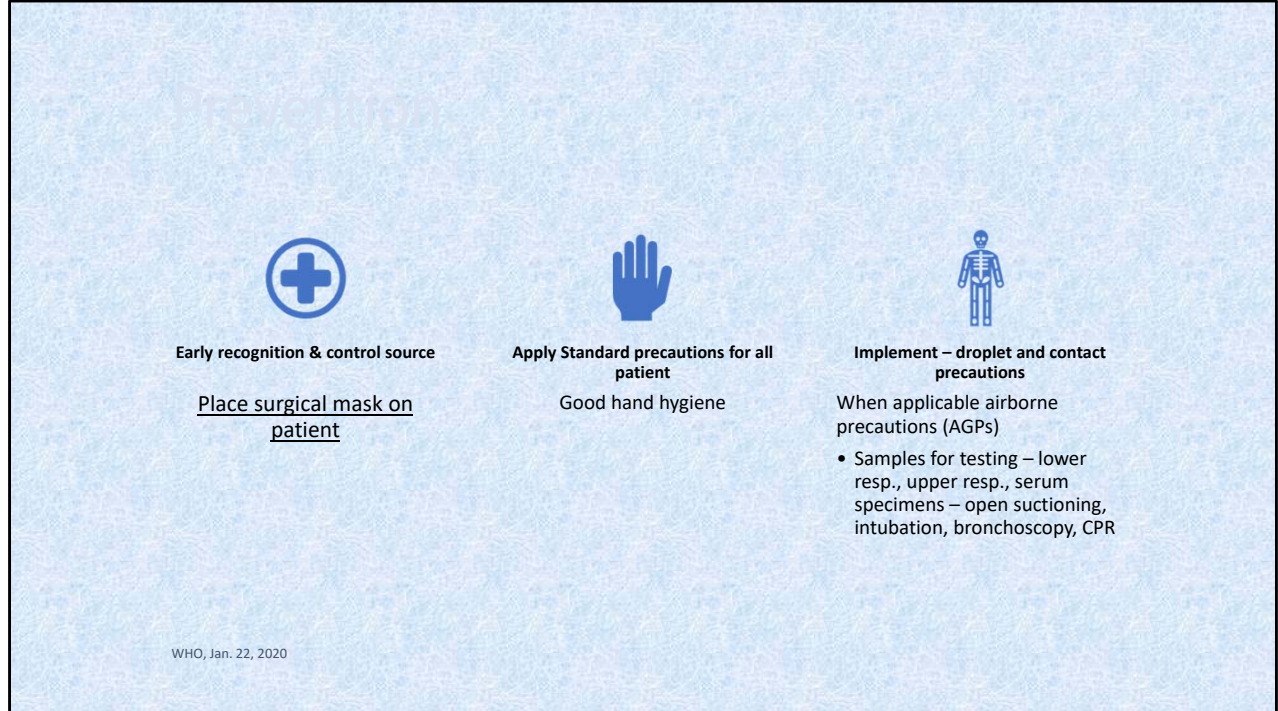 Prevention
Early recognition & control source
Place surgical mask on
patient
Apply Standard precautions for all
patient
Good hand hygiene
Implement – droplet and contact
precautions
When applicable airborne
precautions (AGPs)
• Samples for testing – lower
resp., upper resp., serum
specimens – open suctioning,
intubation, bronchoscopy, CPR
WHO, Jan. 22, 2020